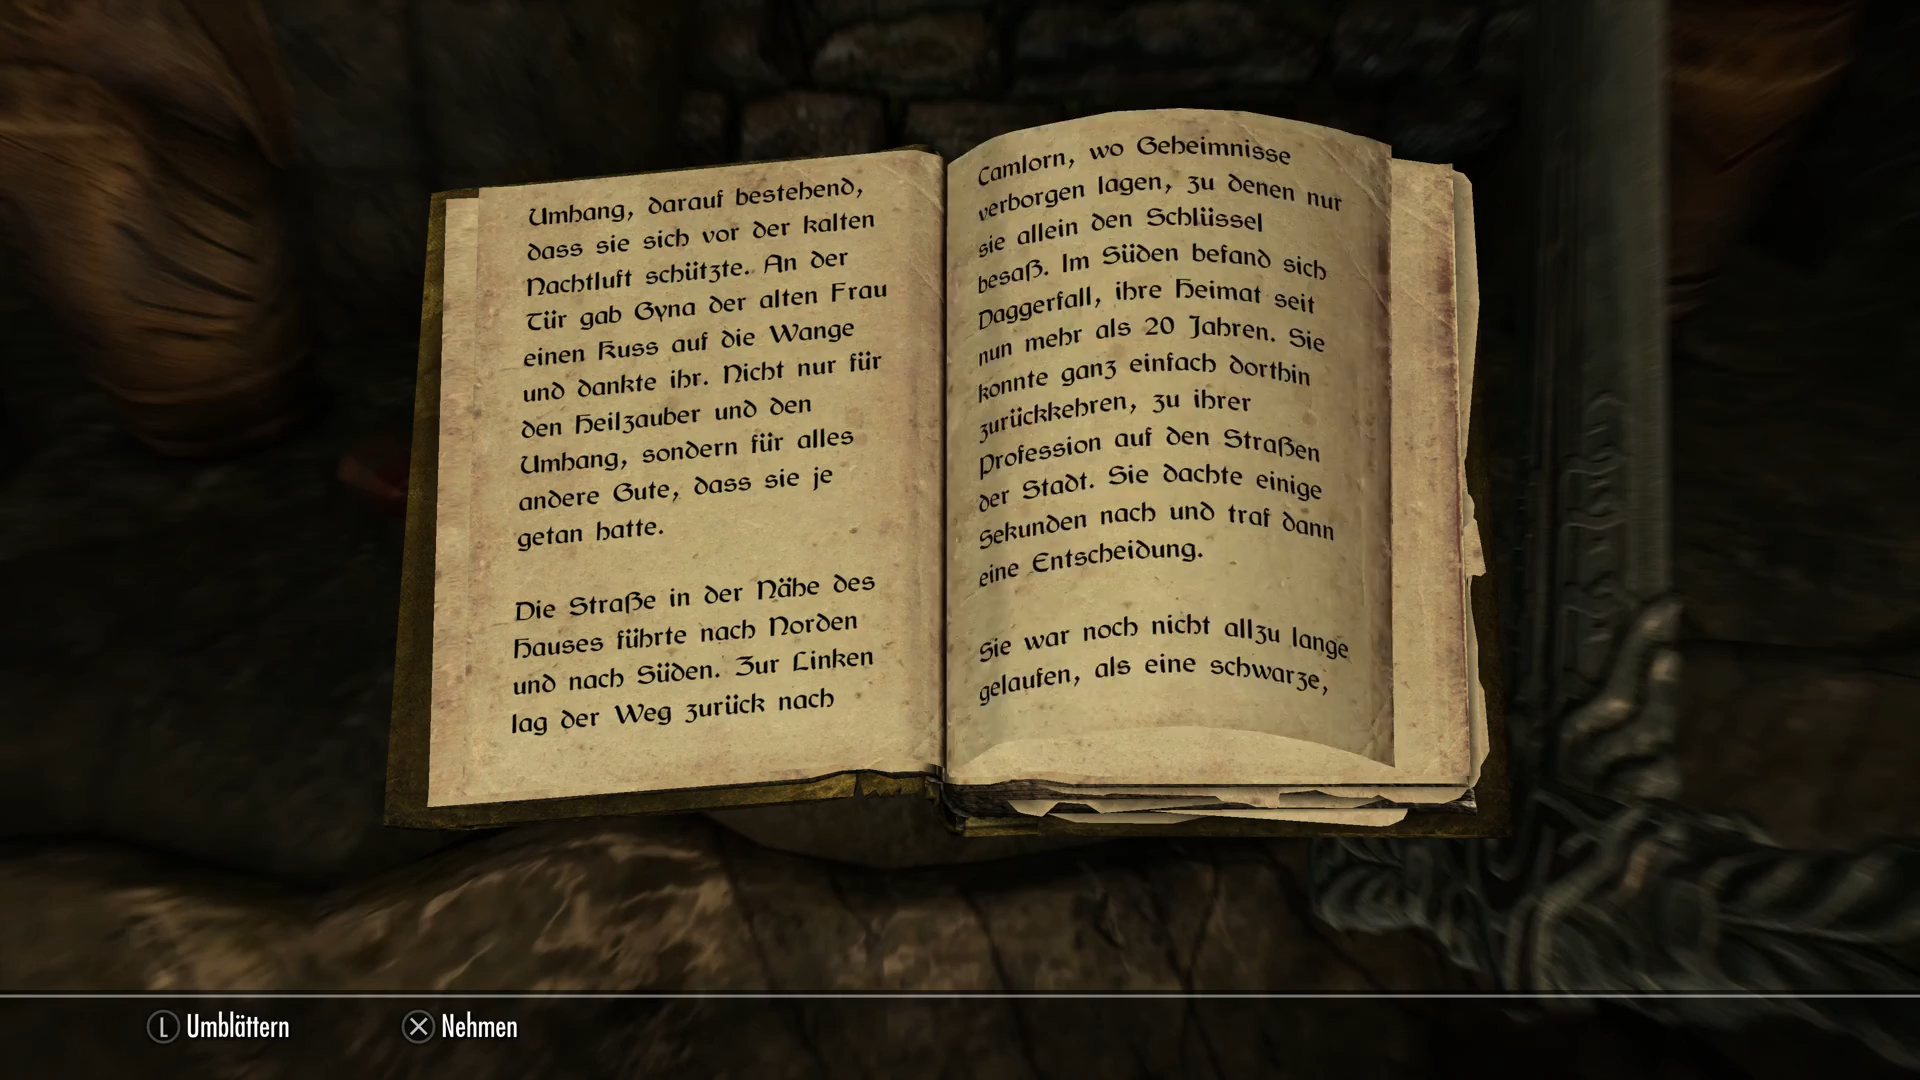 Umhang, darauf bestehend,
dass sie sich vor der kalten
Nachtluft schützte. An der
Tür gab Gyna der alten Frau
einen Kuss auf die Wange
und dankte ihr. Nicht nur für
den Heilzauber und den
Umhang, sondern für alles
andere Gute, dass sie je
getan hatte.
Die Straße in der Nähe des
Hauses führte nach Norden
und nach Süden. Zur Linken
lag der Weg zurück nach
Camlorn, wo Geheimnisse
verborgen lagen, zu denen nur
sie allein den Schlüssel
besaß. Im Süden befand sich
Daggerfall, ihre Heimat seit
nun mehr als 20 Jahren. Sie
konnte ganz einfach dorthin
zurückkehren, zu ihrer
Profession auf den Straßen
der Stadt. Sie dachte einige
Sekunden nach und traf dann
eine Entscheidung.
Sie war noch nicht allzu lange
gelaufen, als eine schwarze,
L Umblättern
X Nehmen